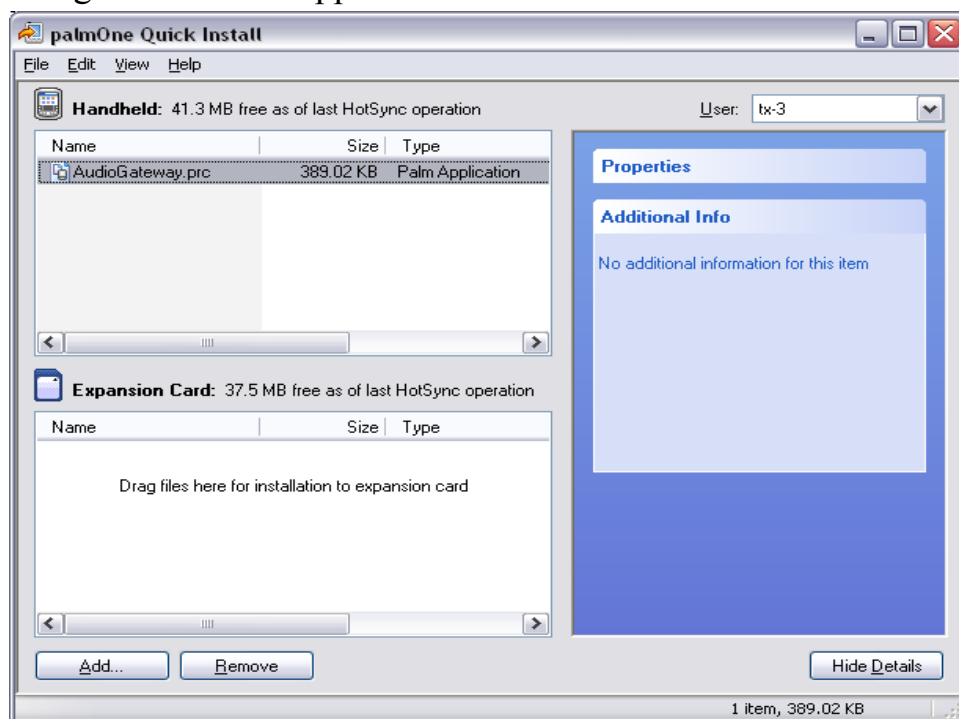 palmOne Quick Install
File Edit View Help
Handheld: 41.3 MB free as of last HotSync operation
User: tx-3
Name Size Type
AudioGateway.prc 389.02 KB Palm Application
Properties
Additional Info
No additional information for this item
Expansion Card: 37.5 MB free as of last HotSync operation
Name Size Type
Drag files here for installation to expansion card
Add... Remove
Hide Details
1 item, 389.02 KB